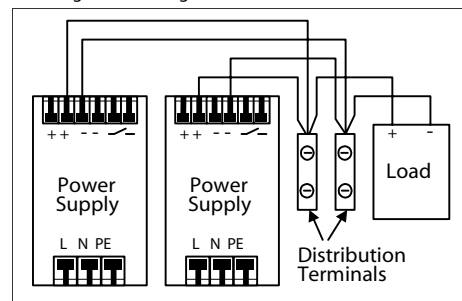 + + - -
+ + - -
+ -
Power
Supply
Power
Supply
Load
L N PE
L N PE
Distribution
Terminals